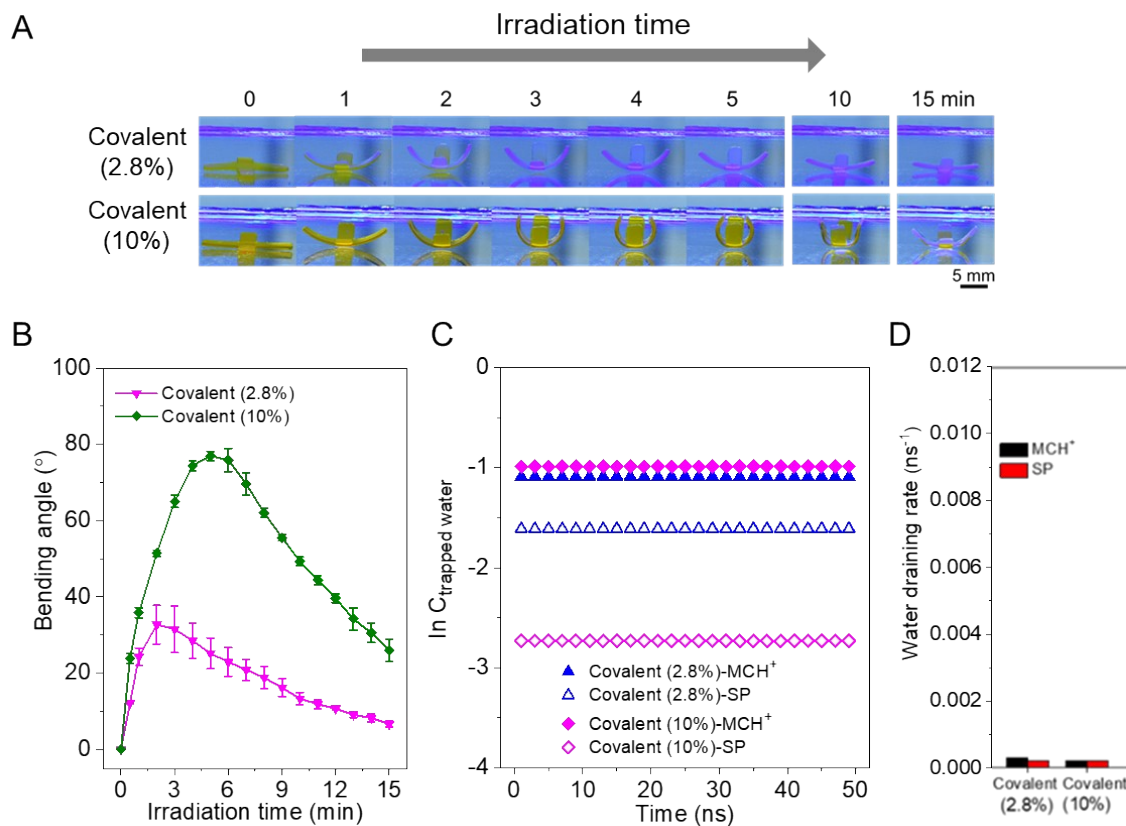 A
Irradiation time
0 1 2 3 4 5 10 15 min
Covalent
(2.8%)
Covalent
(10%)
5 mm
B
100
80
60
40
20
0
Bending angle (°)
Covalent (2.8%)
Covalent (10%)
0 3 6 9 12 15
Irradiation time (min)
C
0
-1
-2
-3
-4
ln C trapped water
Covalent (2.8%)-MCH⁺
Covalent (2.8%)-SP
Covalent (10%)-MCH⁺
Covalent (10%)-SP
0 10 20 30 40 50
Time (ns)
D
0.012
0.010
0.008
0.006
0.004
0.002
0.000
Water draining rate (ns⁻¹)
MCH⁺
SP
Covalent
(2.8%)
Covalent
(10%)